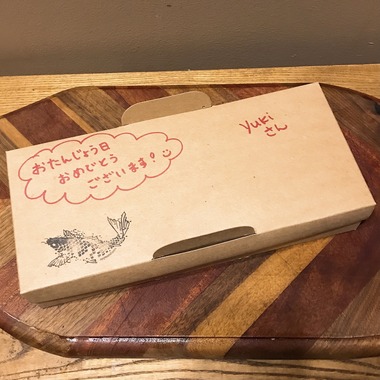 おたんじょう日
おめでとう
ございます!
yuki
さん